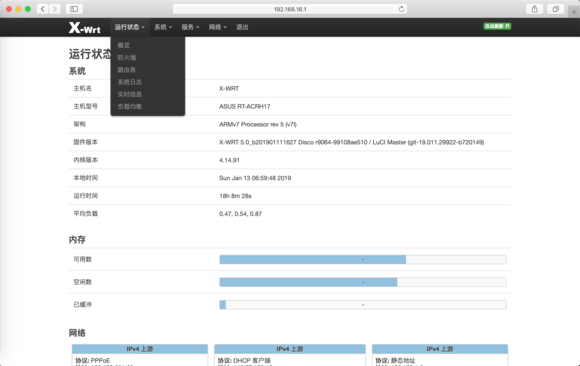 192.168.16.1
X-Wrt 运行状态 系统 服务 网络 退出 自动刷新 开
概览
防火墙
路由表
系统日志
实时信息
负载均衡
运行状态
系统
主机名 X-WRT
主机型号 ASUS RT-ACRH17
架构 ARMv7 Processor rev 5 (v7l)
固件版本 X-WRT 5.0_b201901111627 Disco r9064-99108ae510 / LuCI Master (git-19.011.29922-b720149)
内核版本 4.14.91
本地时间 Sun Jan 13 06:59:48 2019
运行时间 18h 8m 28s
平均负载 0.47, 0.54, 0.87
内存
可用数 -
空闲数 -
已缓冲 -
网络
IPv4 上游 IPv4 上游 IPv4 上游
协议: PPPoE 协议: DHCP 客户端 协议: 静态地址